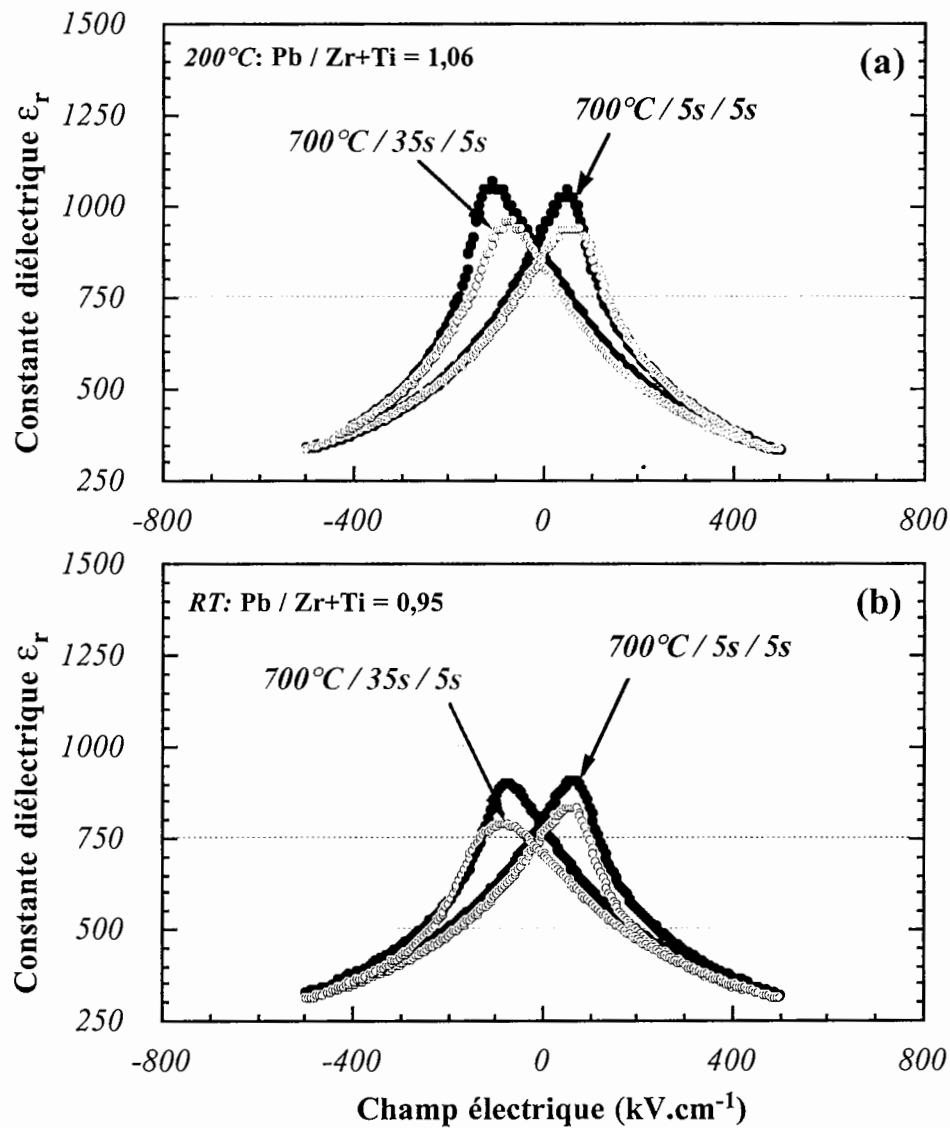 1500
200°C: Pb / Zr+Ti = 1,06
(a)
1250
700°C / 5s / 5s
700°C / 35s / 5s
1000
750
500
250
Constante diélectrique εr
-800
-400
0
400
800
1500
RT: Pb / Zr+Ti = 0,95
(b)
1250
700°C / 5s / 5s
700°C / 35s / 5s
1000
750
500
250
Constante diélectrique εr
-800
-400
0
400
800
Champ électrique (kV.cm-1)